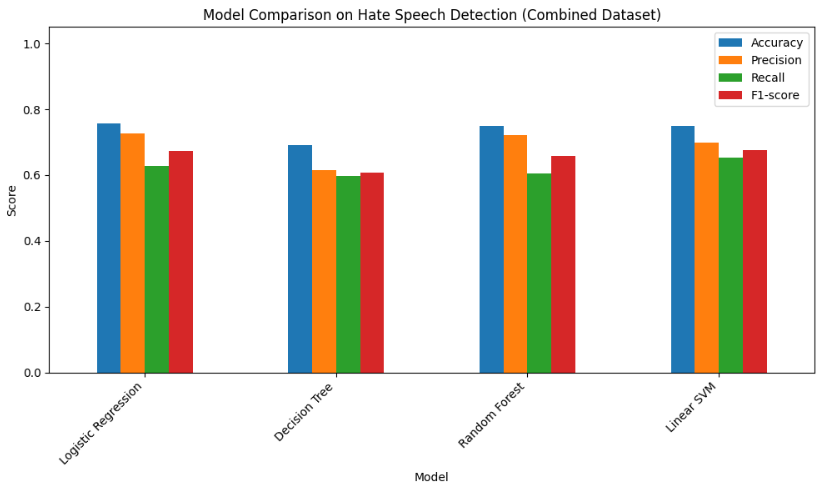 Model Comparison on Hate Speech Detection (Combined Dataset)
Accuracy
Precision
Recall
F1-score
Score
1.0
0.8
0.6
0.4
0.2
0.0
Logistic Regression
Decision Tree
Random Forest
Linear SVM
Model